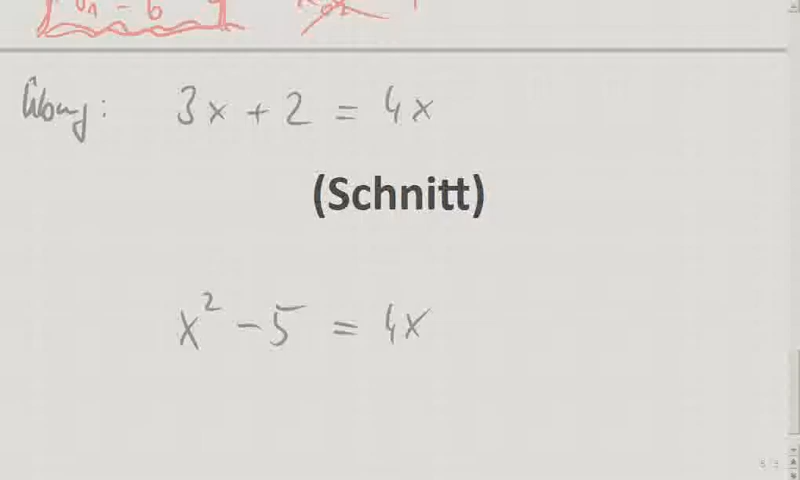 Übung: 3x + 2 = 4x
(Schnitt)
x² - 5 = 4x